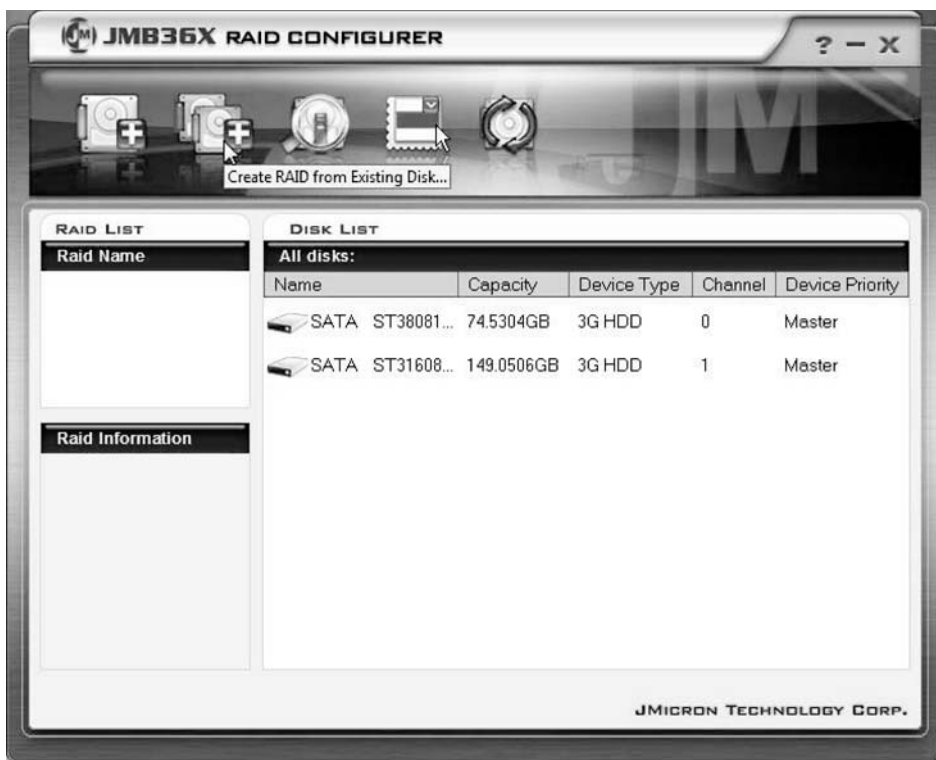 JMB36X RAID CONFIGURER
? – X
Create RAID from Existing Disk...
RAID LIST
Raid Name
Raid Information
DISK LIST
All disks:
Name Capacity Device Type Channel Device Priority
SATA ST38081... 74.5304GB 3G HDD 0 Master
SATA ST31608... 149.0506GB 3G HDD 1 Master
JMICRON TECHNOLOGY CORP.
JM